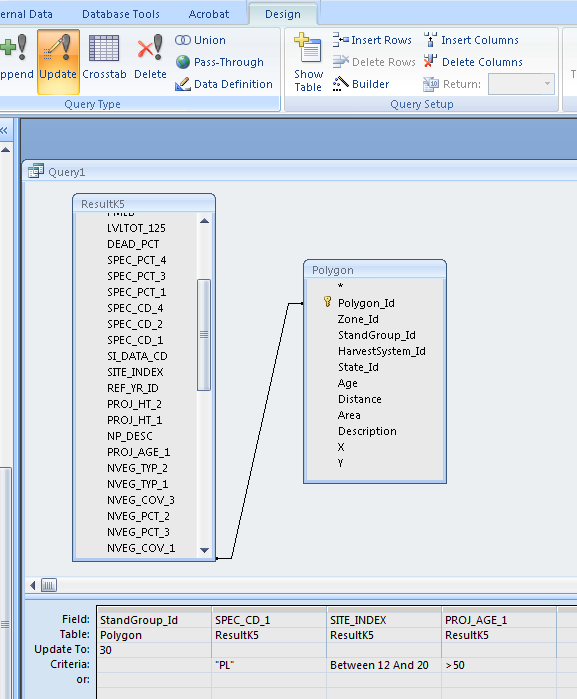 ernal Data Database Tools Acrobat Design
ppend Update Crosstab Delete
Union
Pass-Through
Data Definition
Query Type
Show Table
Insert Rows
Delete Rows
Builder
Insert Columns
Delete Columns
Return:
Query Setup
«
Query1
ResultK5
LVLTOT_125
DEAD_PCT
SPEC_PCT_4
SPEC_PCT_3
SPEC_PCT_1
SPEC_CD_4
SPEC_CD_2
SPEC_CD_1
SI_DATA_CD
SITE_INDEX
REF_YR_ID
PROJ_HT_2
PROJ_HT_1
NP_DESC
PROJ_AGE_1
NVEG_TYP_2
NVEG_TYP_1
NVEG_COV_3
NVEG_PCT_2
NVEG_PCT_3
NVEG_COV_1
Polygon
*
Polygon_Id
Zone_Id
StandGroup_Id
HarvestSystem_Id
State_Id
Age
Distance
Area
Description
X
Y
Field: StandGroup_Id SPEC_CD_1 SITE_INDEX PROJ_AGE_1
Table: Polygon ResultK5 ResultK5 ResultK5
Update To: 30
Criteria: "PL" Between 12 And 20 >50
or: